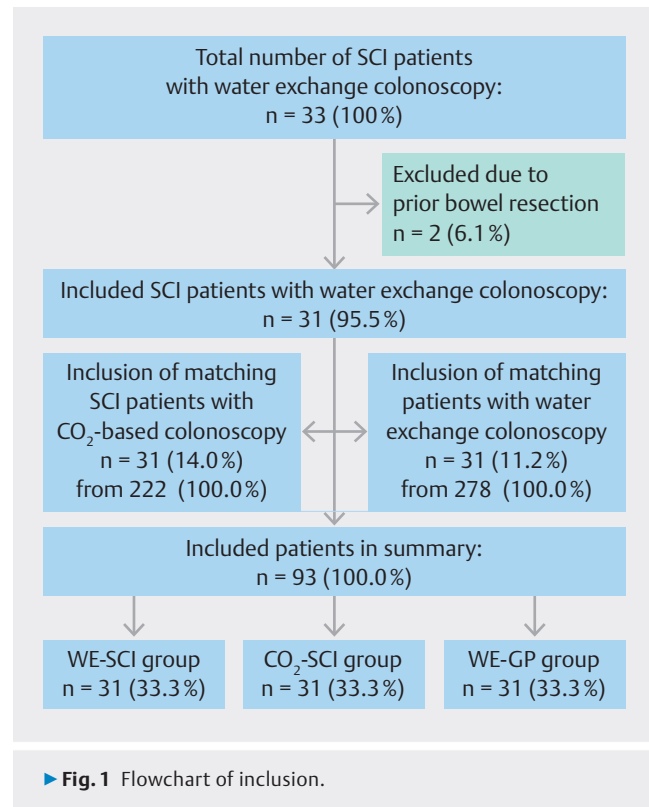 Total number of SCI patients
with water exchange colonoscopy:
n = 33 (100 %)
Excluded due to
prior bowel resection
n = 2 (6.1 %)
Included SCI patients with water exchange colonoscopy:
n = 31 (95.5 %)
Inclusion of matching
SCI patients with
CO₂-based colonoscopy
n = 31 (14.0 %)
from 222 (100.0 %)
Inclusion of matching
patients with water
exchange colonoscopy
n = 31 (11.2 %)
from 278 (100.0 %)
Included patients in summary:
n = 93 (100.0 %)
WE-SCI group
n = 31 (33.3 %)
CO₂-SCI group
n = 31 (33.3 %)
WE-GP group
n = 31 (33.3 %)
▶ Fig. 1 Flowchart of inclusion.